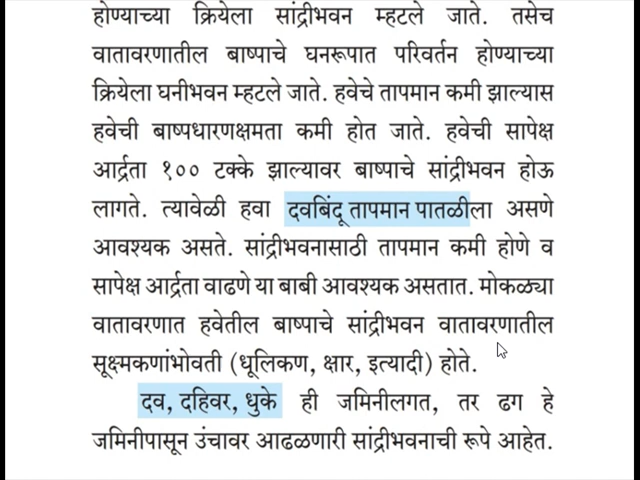 होण्याच्या क्रियेला सांद्रीभवन म्हटले जाते. तसेच
वातावरणातील बाष्पाचे घनरूपात परिवर्तन होण्याच्या
क्रियेला घनीभवन म्हटले जाते. हवेचे तापमान कमी झाल्यास
हवेची बाष्पधारणक्षमता कमी होत जाते. हवेची सापेक्ष
आर्द्रता १०० टक्के झाल्यावर बाष्पाचे सांद्रीभवन होऊ
लागते. त्यावेळी हवा दवबिंदू तापमान पातळीला असणे
आवश्यक असते. सांद्रीभवनासाठी तापमान कमी होणे व
सापेक्ष आर्द्रता वाढणे या बाबी आवश्यक असतात. मोकळ्या
वातावरणात हवेतील बाष्पाचे सांद्रीभवन वातावरणातील
सूक्ष्मकणांभोवती (धूलिकण, क्षार, इत्यादी) होते.
दव, दहिवर, धुके ही जमिनीलगत, तर ढग हे
जमिनीपासून उंचावर आढळणारी सांद्रीभवनाची रूपे आहेत.